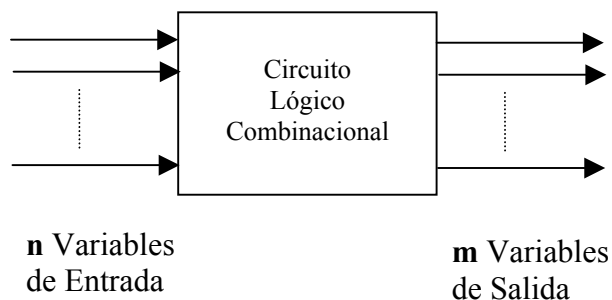 Circuito
Lógico
Combinacional
n Variables
de Entrada
m Variables
de Salida